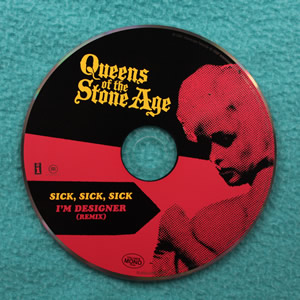 Queens
of the
Stone Age
SICK, SICK, SICK
I'M DESIGNER
(REMIX)